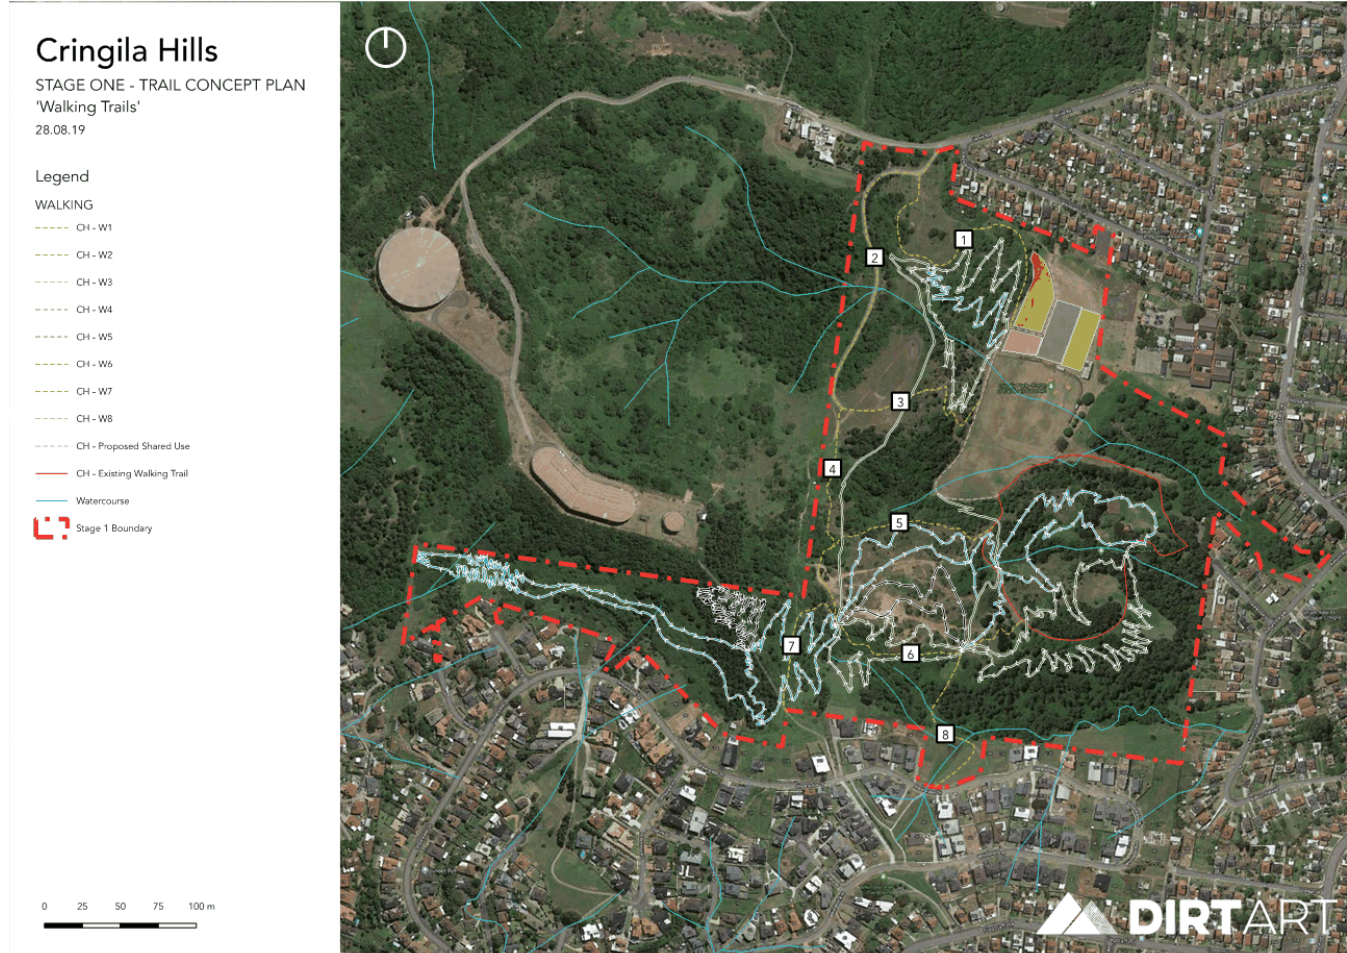 Cringila Hills
STAGE ONE - TRAIL CONCEPT PLAN
'Walking Trails'
28.08.19
Legend
WALKING
CH - W1
CH - W2
CH - W3
CH - W4
CH - W5
CH - W6
CH - W7
CH - W8
CH - Proposed Shared Use
CH - Existing Walking Trail
Watercourse
Stage 1 Boundary
0 25 50 75 100 m
1
2
3
4
5
6
7
8
DIRTART